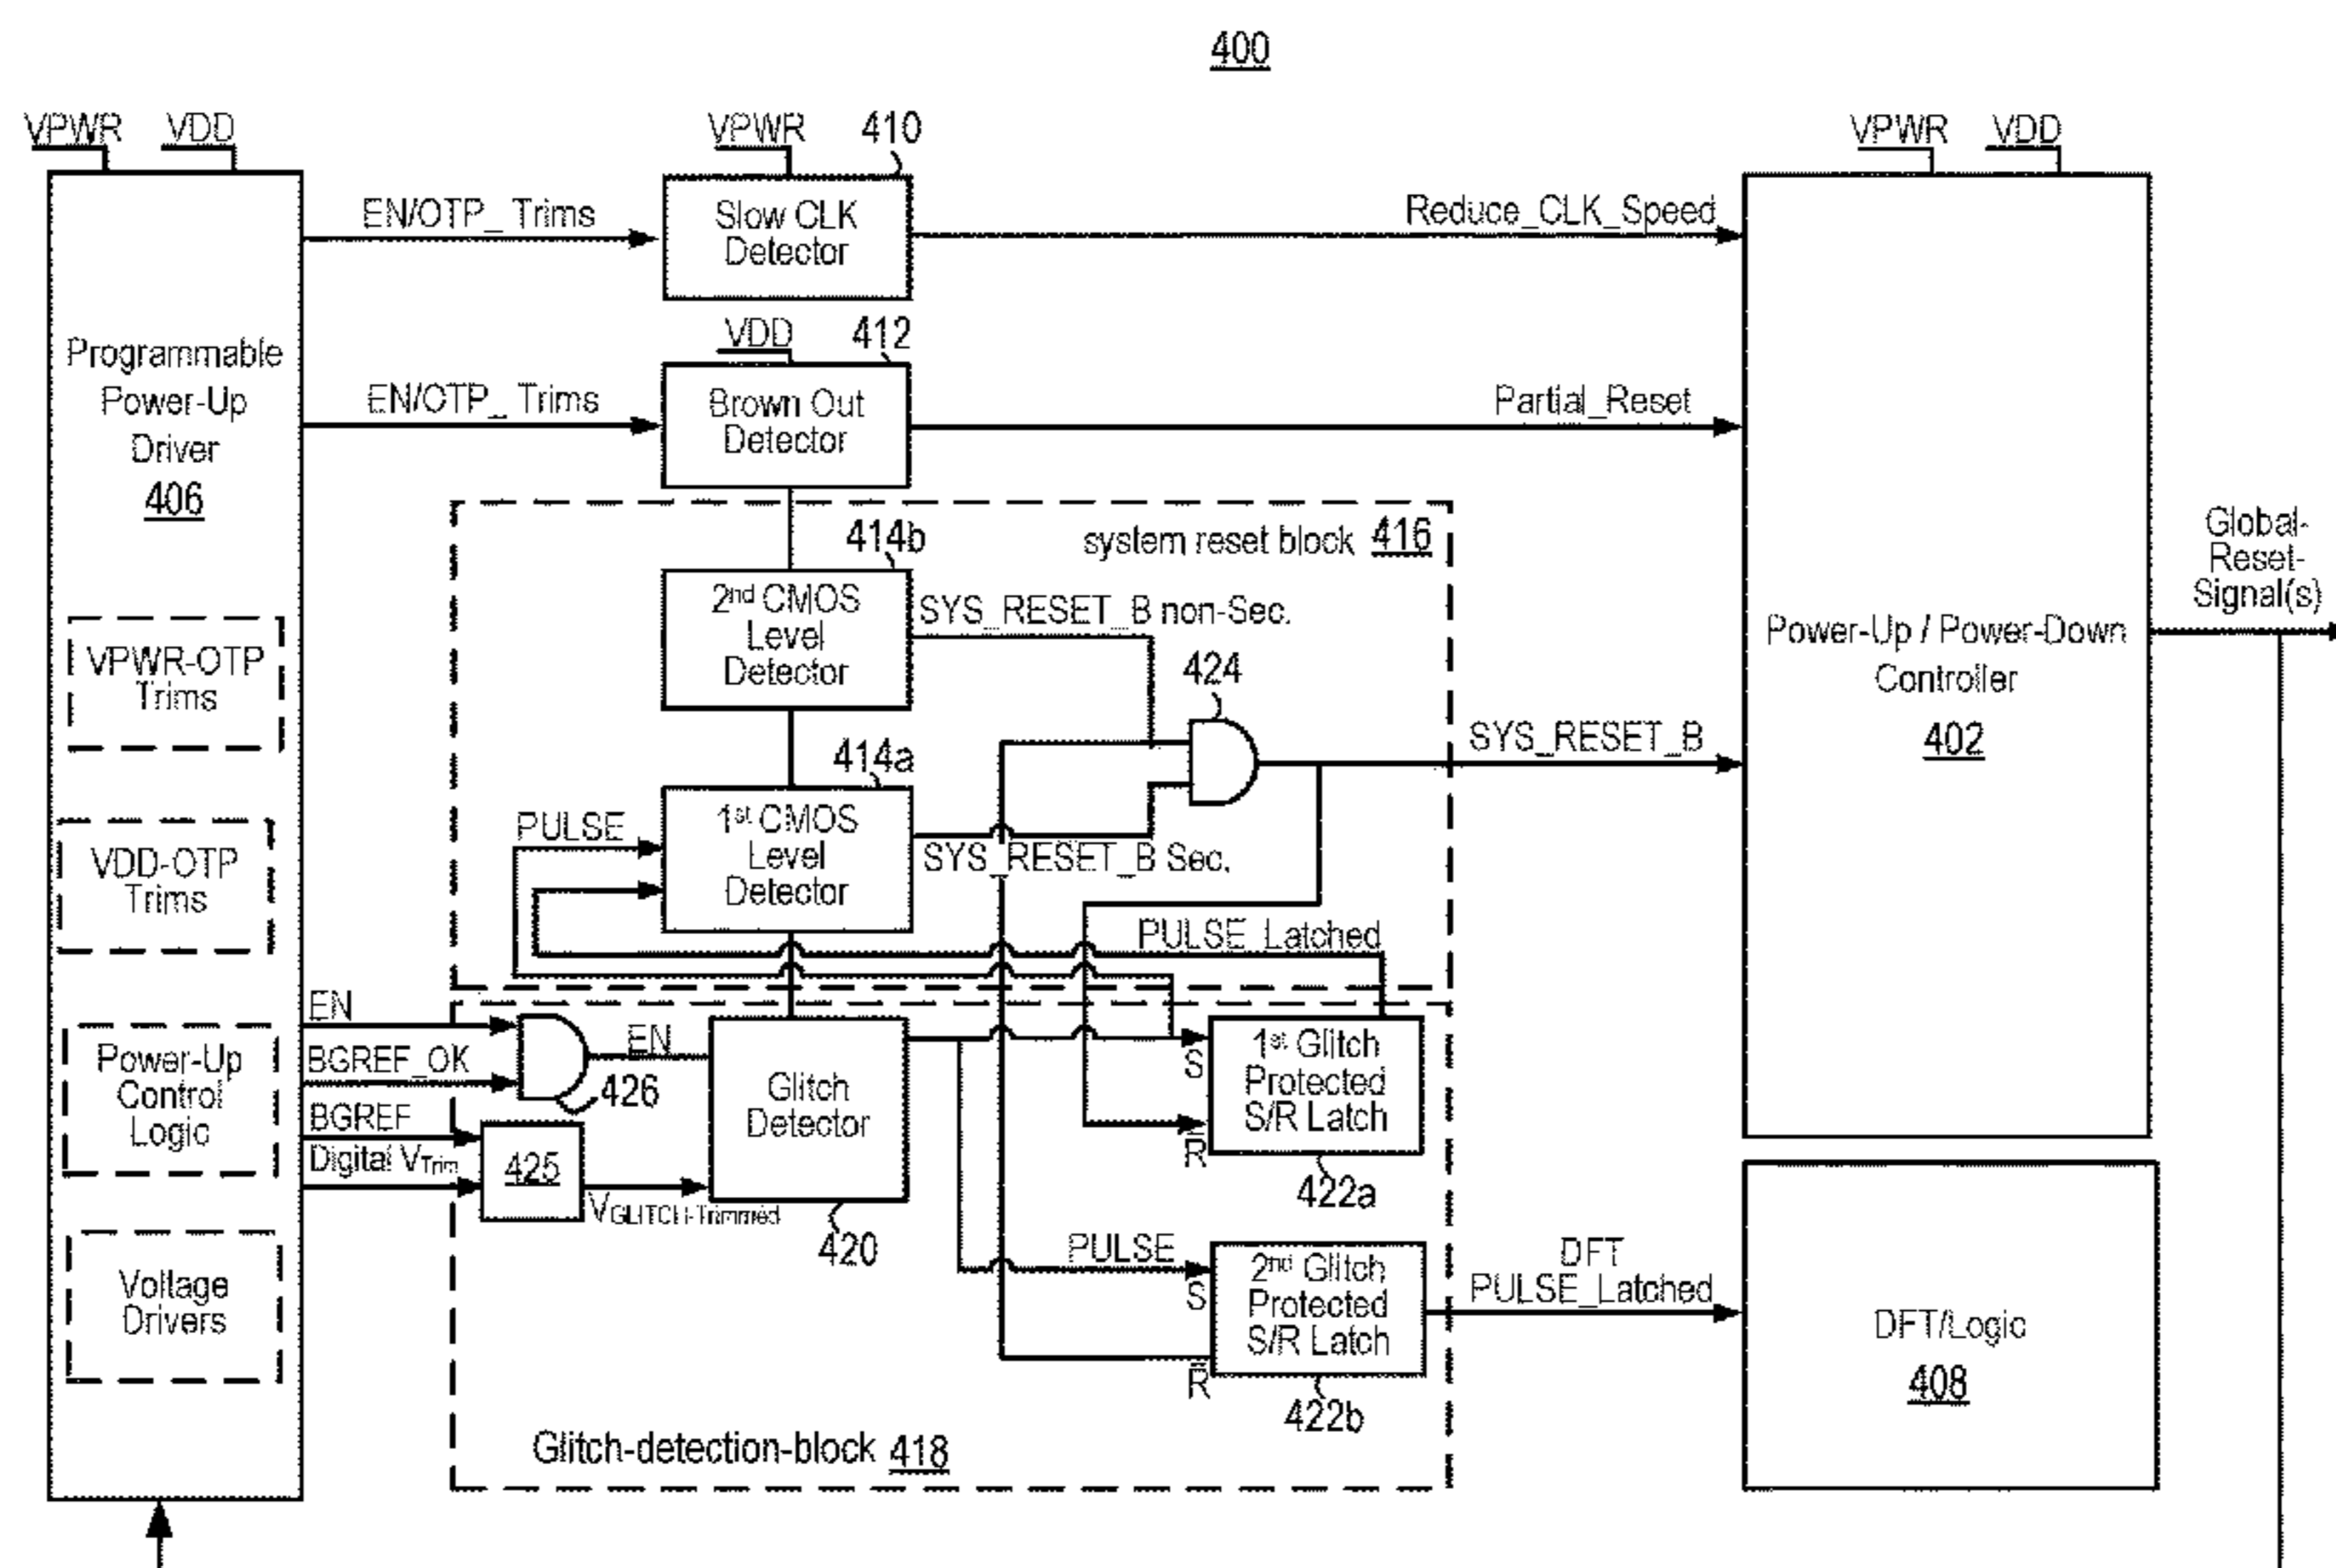 400
VPWR VDD
VPWR 410
VPWR VDD
EN/OTP_ Trims
Slow CLK
Detector
Reduce_CLK_Speed
Programmable
Power-Up
Driver
406
VDD 412
EN/OTP_ Trims
Brown Out
Detector
Partial_Reset
system reset block 416
414b
2nd CMOS
Level
Detector
SYS_RESET_B non-Sec.
Global-
Reset-
Signal(s)
VPWR-OTP
Trims
424
Power-Up / Power-Down
Controller
402
SYS_RESET_B
414a
PULSE
1st CMOS
Level
Detector
SYS_RESET_B Sec.
VDD-OTP
Trims
PULSE_Latched
EN
BGREF_OK
BGREF
Digital VTrim
EN
426
425
VGLITCH-Trimmed
Power-Up
Control
Logic
Glitch
Detector
420
S
R̅
1st Glitch
Protected
S/R Latch
422a
PULSE
S
R̅
2nd Glitch
Protected
S/R Latch
422b
DFT
PULSE_Latched
DFT/Logic
408
Voltage
Drivers
Glitch-detection-block 418